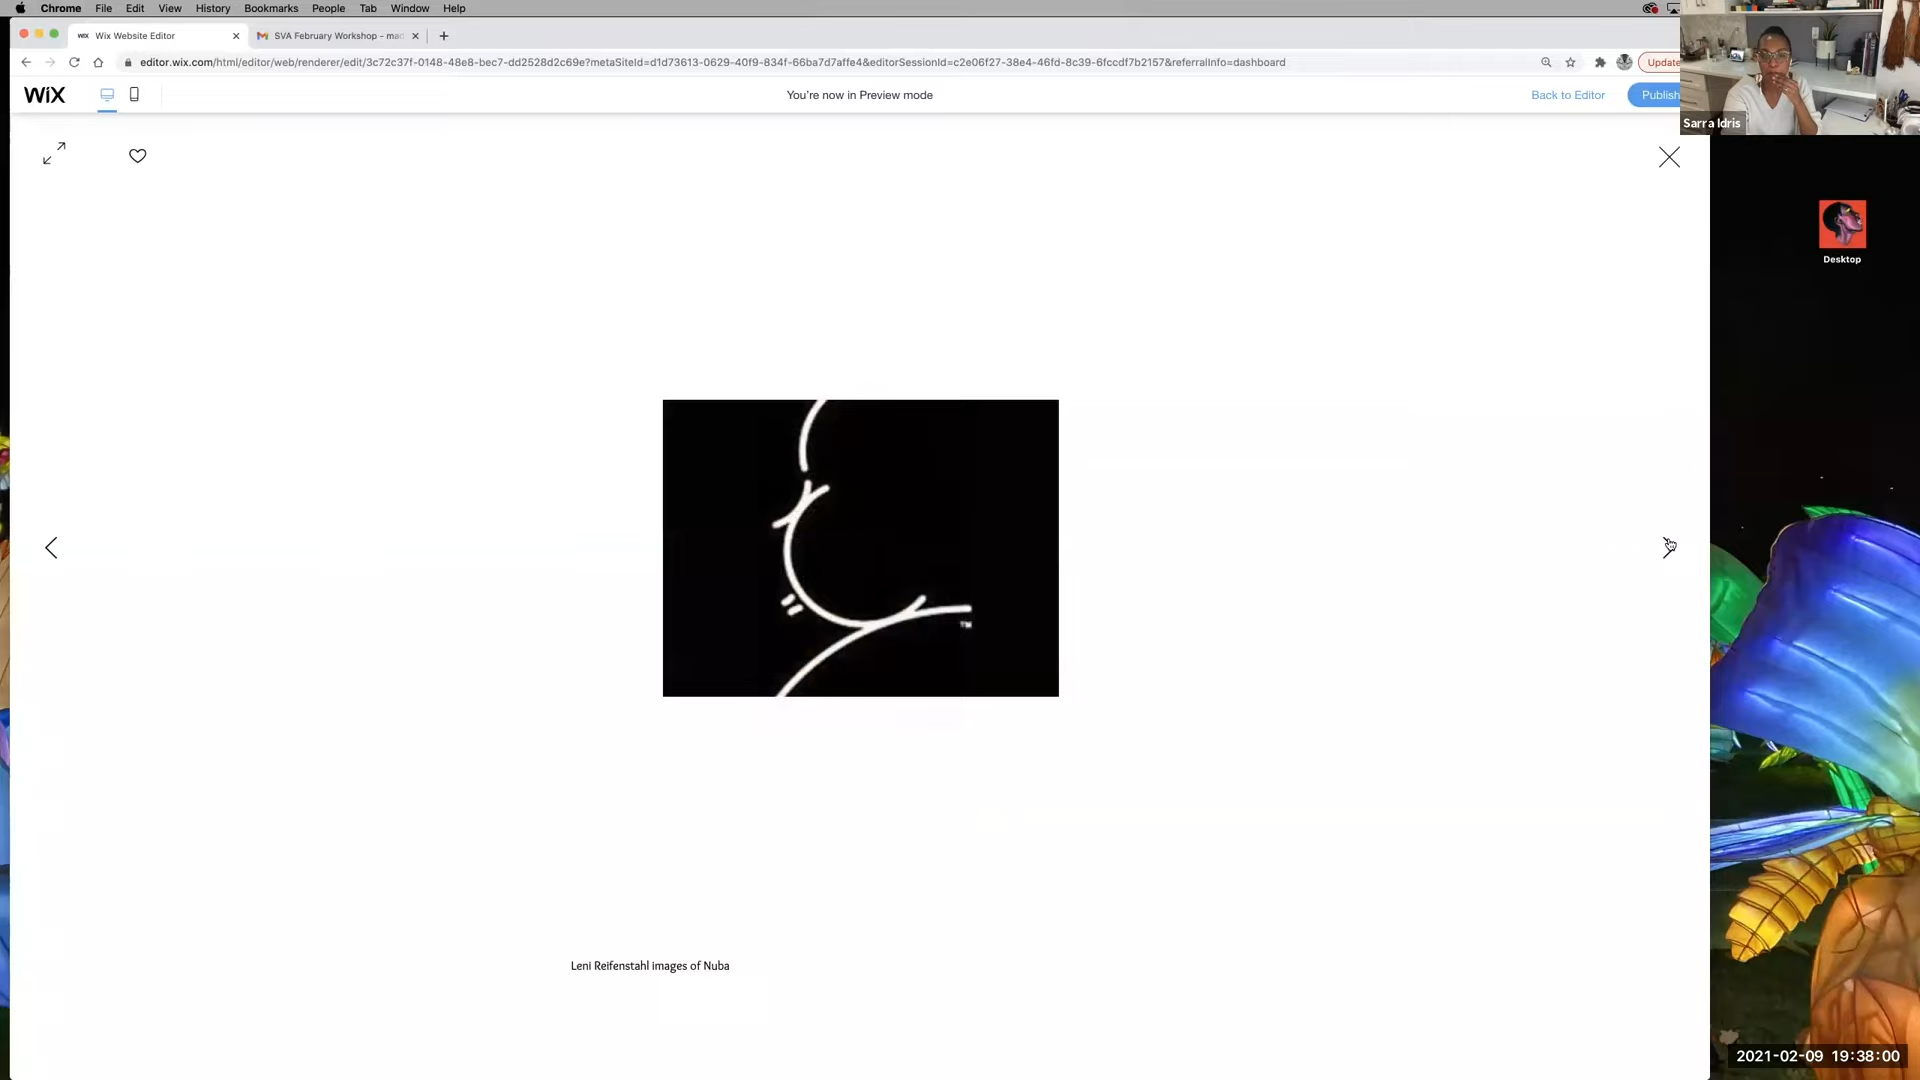 Chrome File Edit View History Bookmarks People Tab Window Help
Wix Website Editor
SVA February Workshop - mad
editor.wix.com/html/editor/web/renderer/edit/3c72c37f-0148-48e8-bec7-dd2528d2c69e?metaSiteId=d1d73613-0629-40f9-834f-66ba7d7affe4&editorSessionId=c2e06f27-38e4-46fd-8c39-6fccdf7b2157&referralInfo=dashboard
Update
WiX
You're now in Preview mode
Back to Editor
Publish
Sarra Idris
Desktop
TM
Leni Reifenstahl images of Nuba
2021-02-09 19:38:00